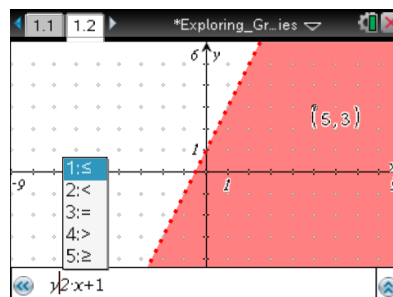 1.1 1.2 *Exploring_Gr...ies
6 y
(5,3)
1
x
-9 1 9
1:≤
2:<
3:=
4:>
5:≥
y2·x+1